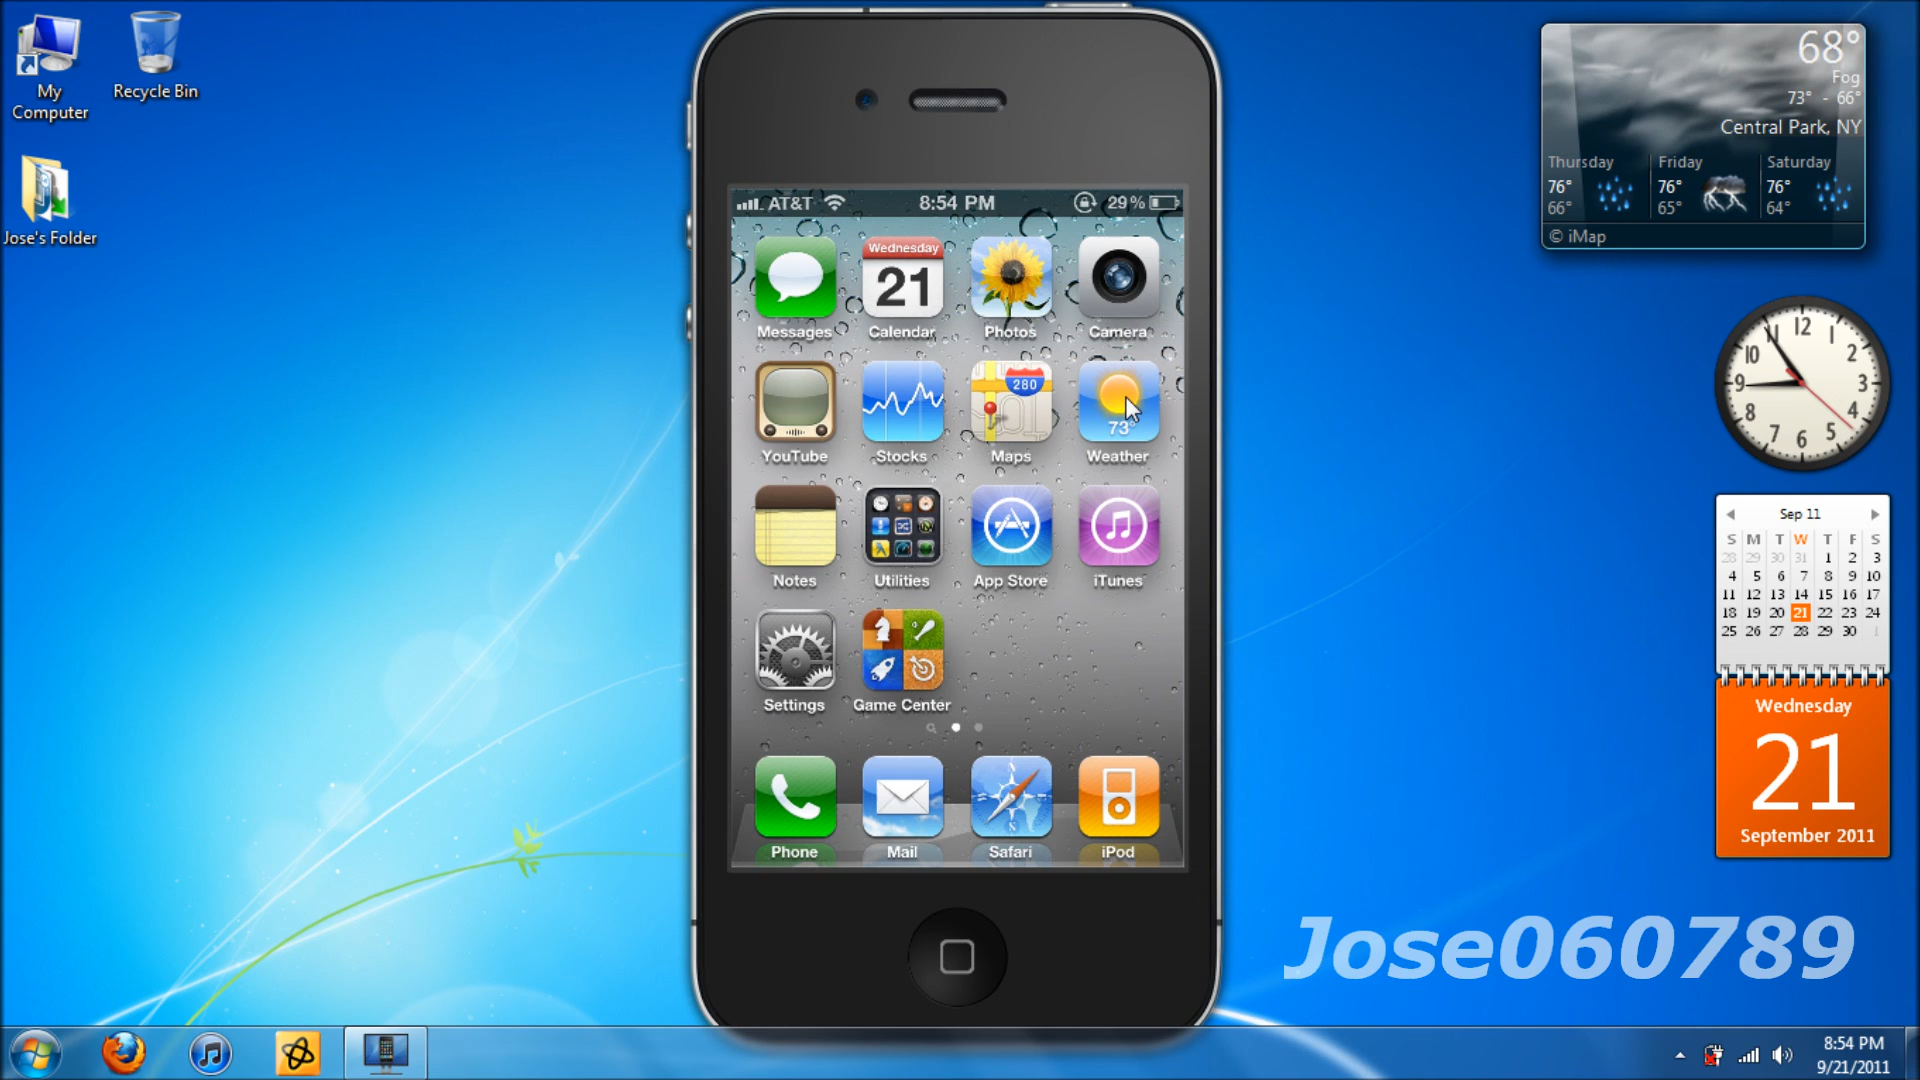 My
Computer
Recycle Bin
Jose's Folder
AT&T
8:54 PM
29%
Wednesday
21
280
73°
Messages
Calendar
Photos
Camera
YouTube
Stocks
Maps
Weather
Notes
Utilities
App Store
iTunes
Settings
Game Center
Phone
Mail
Safari
iPod
68°
Fog
73° - 66°
Central Park, NY
Thursday Friday Saturday
76° 76° 76°
66° 65° 64°
© iMap
12
1
2
3
4
5
6
7
8
9
10
11
Sep 11
S M T W T F S
28 29 30 31 1 2 3
4 5 6 7 8 9 10
11 12 13 14 15 16 17
18 19 20 21 22 23 24
25 26 27 28 29 30 1
Wednesday
21
September 2011
Jose060789
8:54 PM
9/21/2011